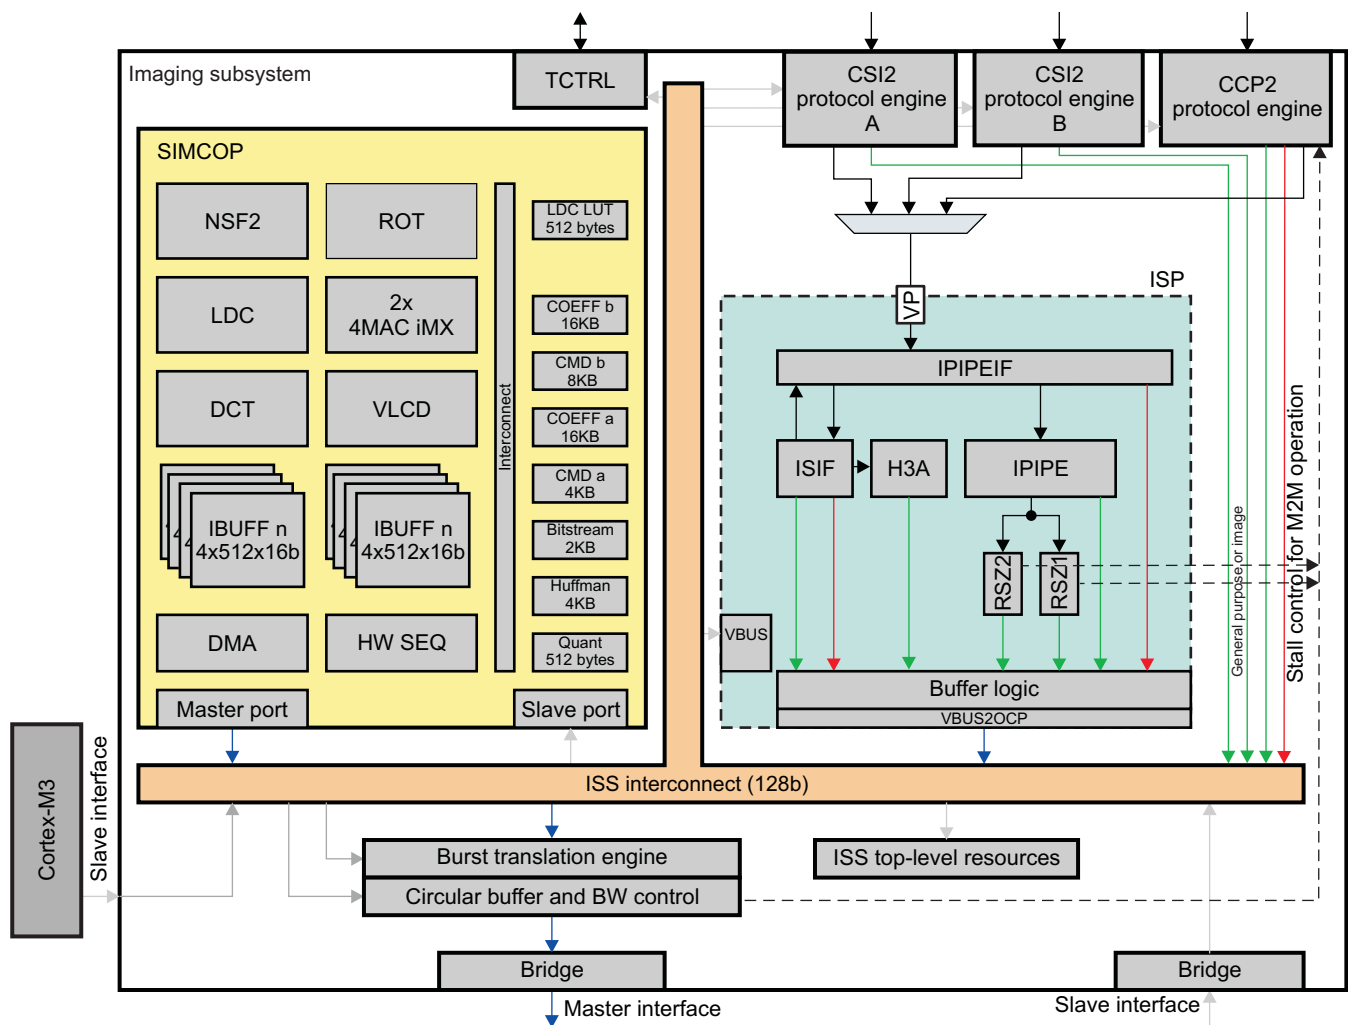 Imaging subsystem
TCTRL
CSI2
protocol engine
A
CSI2
protocol engine
B
CCP2
protocol engine
SIMCOP
NSF2
ROT
LDC
2x
4MAC iMX
DCT
VLCD
IBUFF n
4x512x16b
IBUFF n
4x512x16b
DMA
HW SEQ
Master port
Slave port
Interconnect
LDC LUT
512 bytes
COEFF b
16KB
CMD b
8KB
COEFF a
16KB
CMD a
4KB
Bitstream
2KB
Huffman
4KB
Quant
512 bytes
ISP
VP
IPIPEIF
ISIF
H3A
IPIPE
RSZ2
RSZ1
VBUS
Buffer logic
VBUS2OCP
General purpose or image
Stall control for M2M operation
Cortex-M3
Slave interface
ISS interconnect (128b)
Burst translation engine
Circular buffer and BW control
ISS top-level resources
Bridge
Bridge
Master interface
Slave interface